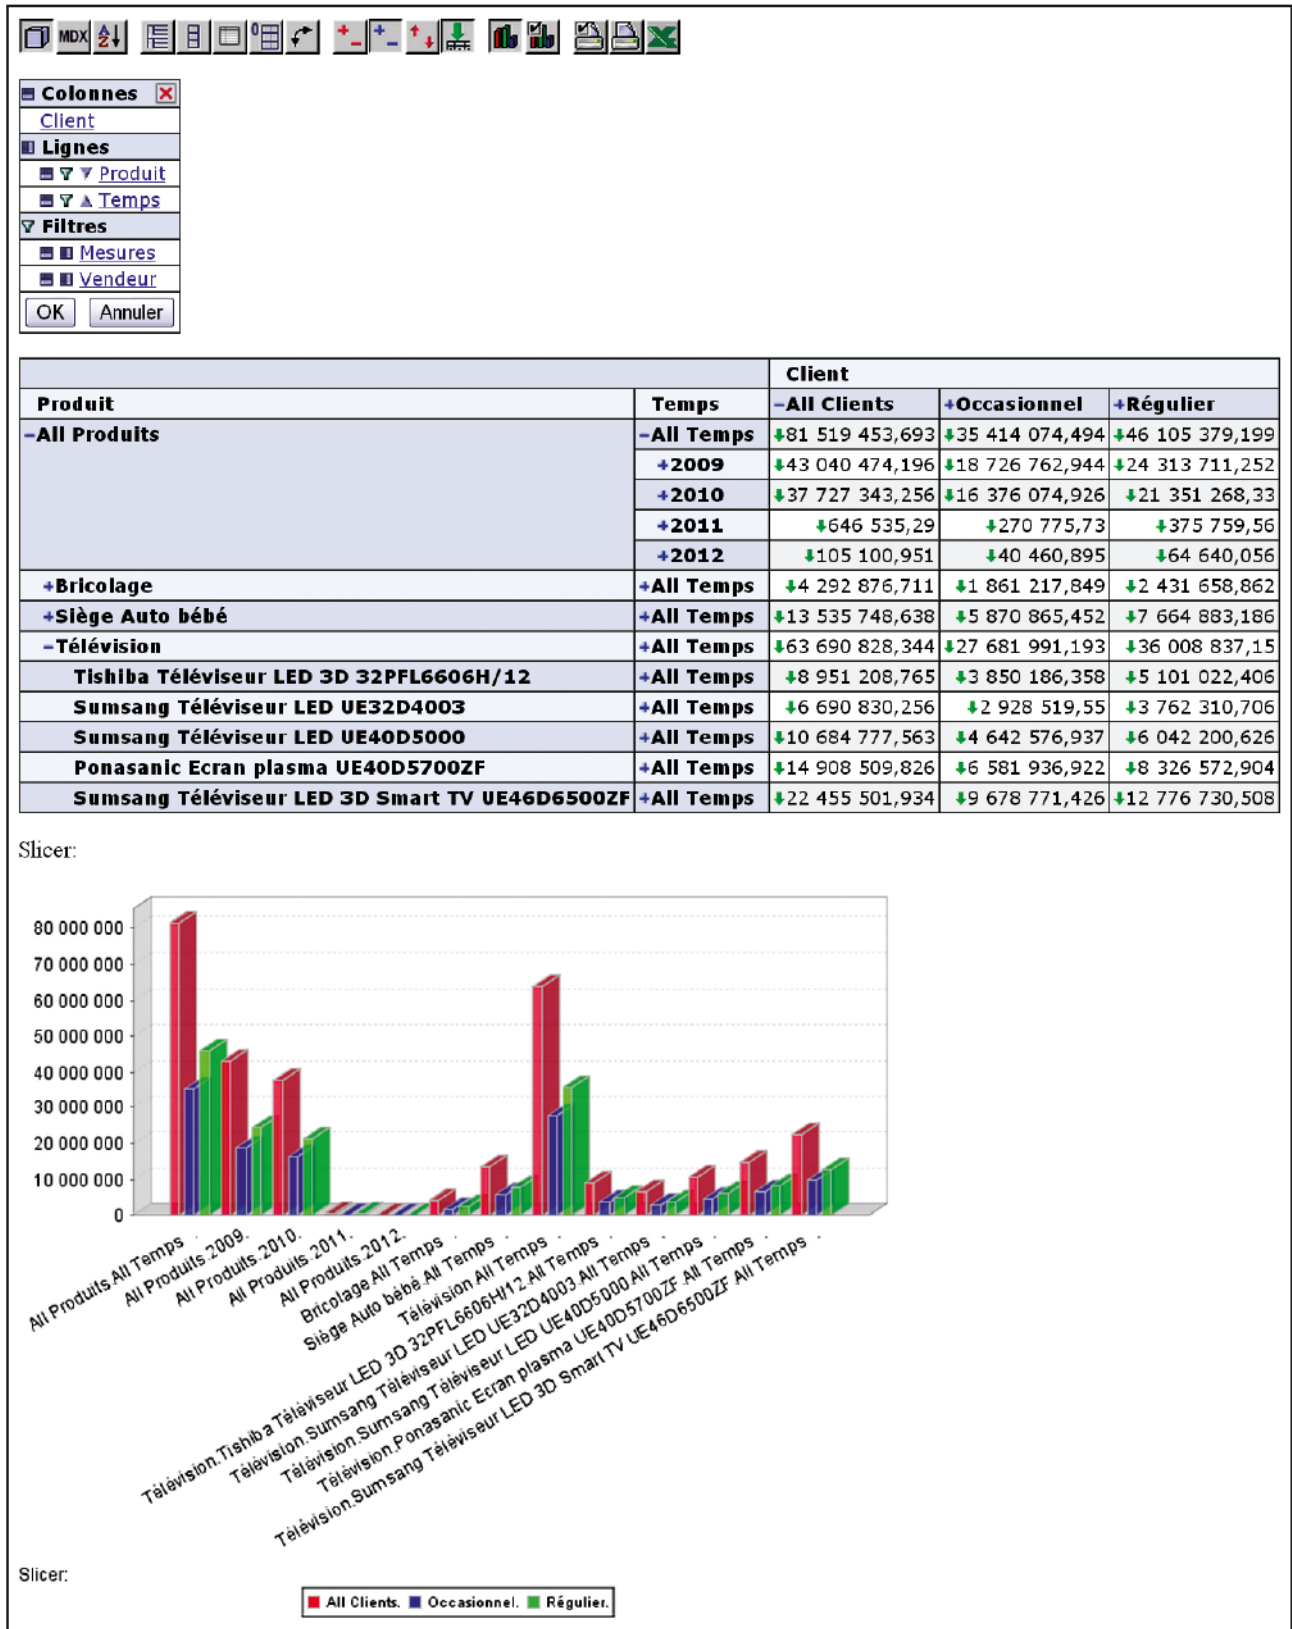 MDX A Z 0
Colonnes
Client
Lignes
Produit
Temps
Filtres
Mesures
Vendeur
OK Annuler
Client
Produit Temps -All Clients +Occasionnel +Régulier
-All Produits -All Temps 81 519 453,693 35 414 074,494 46 105 379,199
+2009 43 040 474,196 18 726 762,944 24 313 711,252
+2010 37 727 343,256 16 376 074,926 21 351 268,33
+2011 646 535,29 270 775,73 375 759,56
+2012 105 100,951 40 460,895 64 640,056
+Bricolage +All Temps 4 292 876,711 1 861 217,849 2 431 658,862
+Siège Auto bébé +All Temps 13 535 748,638 5 870 865,452 7 664 883,186
-Télévision +All Temps 63 690 828,344 27 681 991,193 36 008 837,15
Tishiba Téléviseur LED 3D 32PFL6606H/12 +All Temps 8 951 208,765 3 850 186,358 5 101 022,406
Sumsang Téléviseur LED UE32D4003 +All Temps 6 690 830,256 2 928 519,55 3 762 310,706
Sumsang Téléviseur LED UE40D5000 +All Temps 10 684 777,563 4 642 576,937 6 042 200,626
Ponasanic Ecran plasma UE40D5700ZF +All Temps 14 908 509,826 6 581 936,922 8 326 572,904
Sumsang Téléviseur LED 3D Smart TV UE46D6500ZF +All Temps 22 455 501,934 9 678 771,426 12 776 730,508
Slicer:
80 000 000
70 000 000
60 000 000
50 000 000
40 000 000
30 000 000
20 000 000
10 000 000
0
All Produits.All Temps .
All Produits.2009.
All Produits.2010.
All Produits.2011.
All Produits.2012.
Bricolage.All Temps .
Siège Auto bébé.All Temps .
Télévision.All Temps .
Télévision.Tishiba Téléviseur LED 3D 32PFL6606H/12.All Temps .
Télévision.Sumsang Téléviseur LED UE32D4003.All Temps .
Télévision.Sumsang Téléviseur LED UE40D5000.All Temps .
Télévision.Ponasanic Ecran plasma UE40D5700ZF.All Temps .
Télévision.Sumsang Téléviseur LED 3D Smart TV UE46D6500ZF.All Temps .
Slicer:
All Clients. Occasionnel. Régulier.